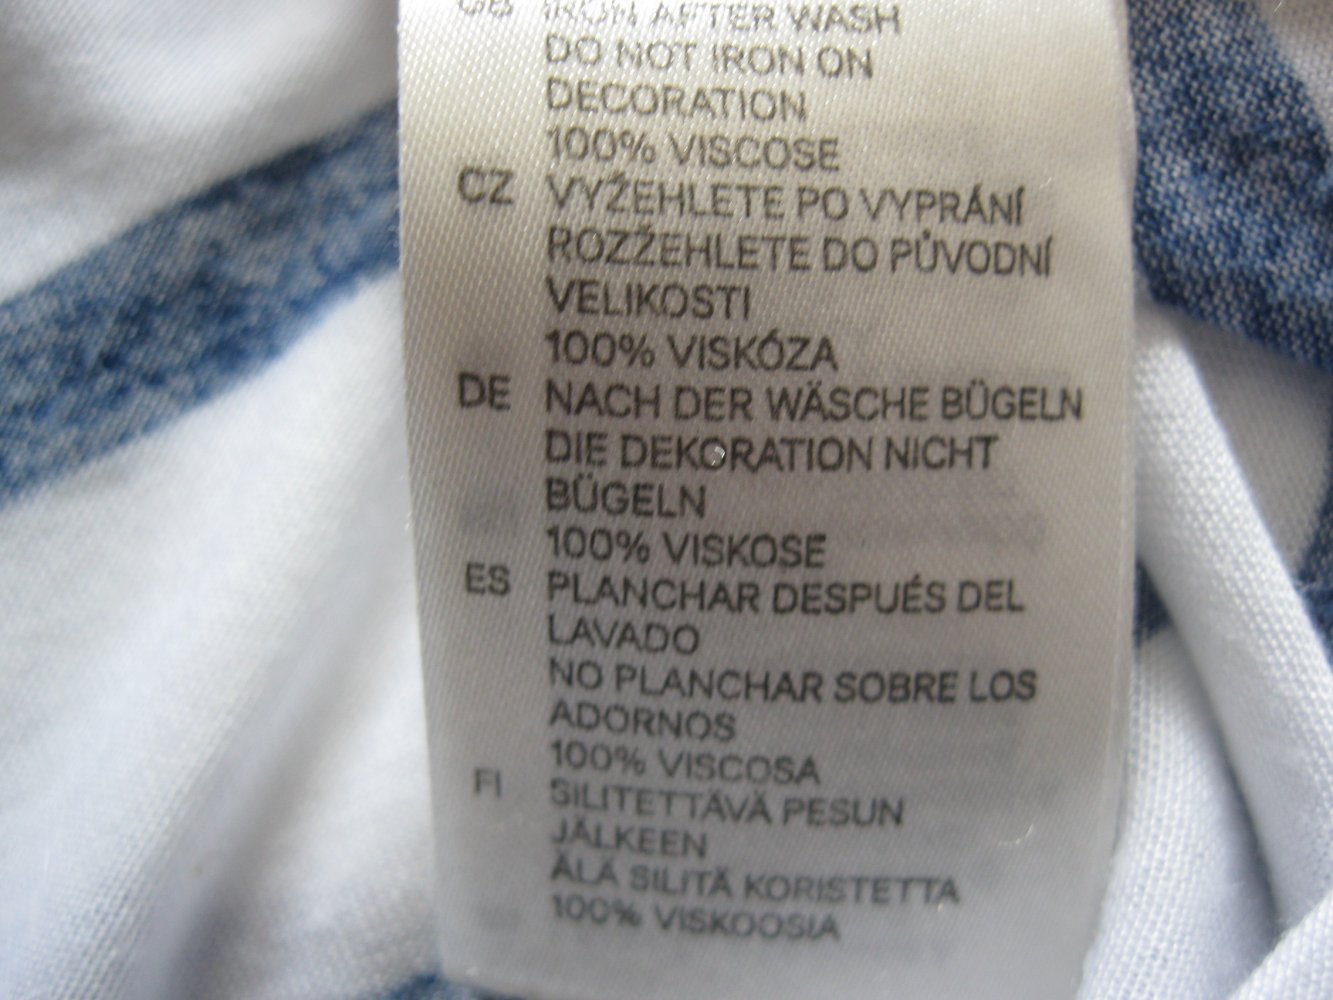 GB IRON AFTER WASH
DO NOT IRON ON
DECORATION
100% VISCOSE
CZ VYŽEHLETE PO VYPRÁNÍ
ROZŽEHLETE DO PŮVODNÍ
VELIKOSTI
100% VISKÓZA
DE NACH DER WÄSCHE BÜGELN
DIE DEKORATION NICHT
BÜGELN
100% VISKOSE
ES PLANCHAR DESPUÉS DEL
LAVADO
NO PLANCHAR SOBRE LOS
ADORNOS
100% VISCOSA
FI SILITETTÄVÄ PESUN
JÄLKEEN
ÄLÄ SILITÄ KORISTETTA
100% VISKOOSIA